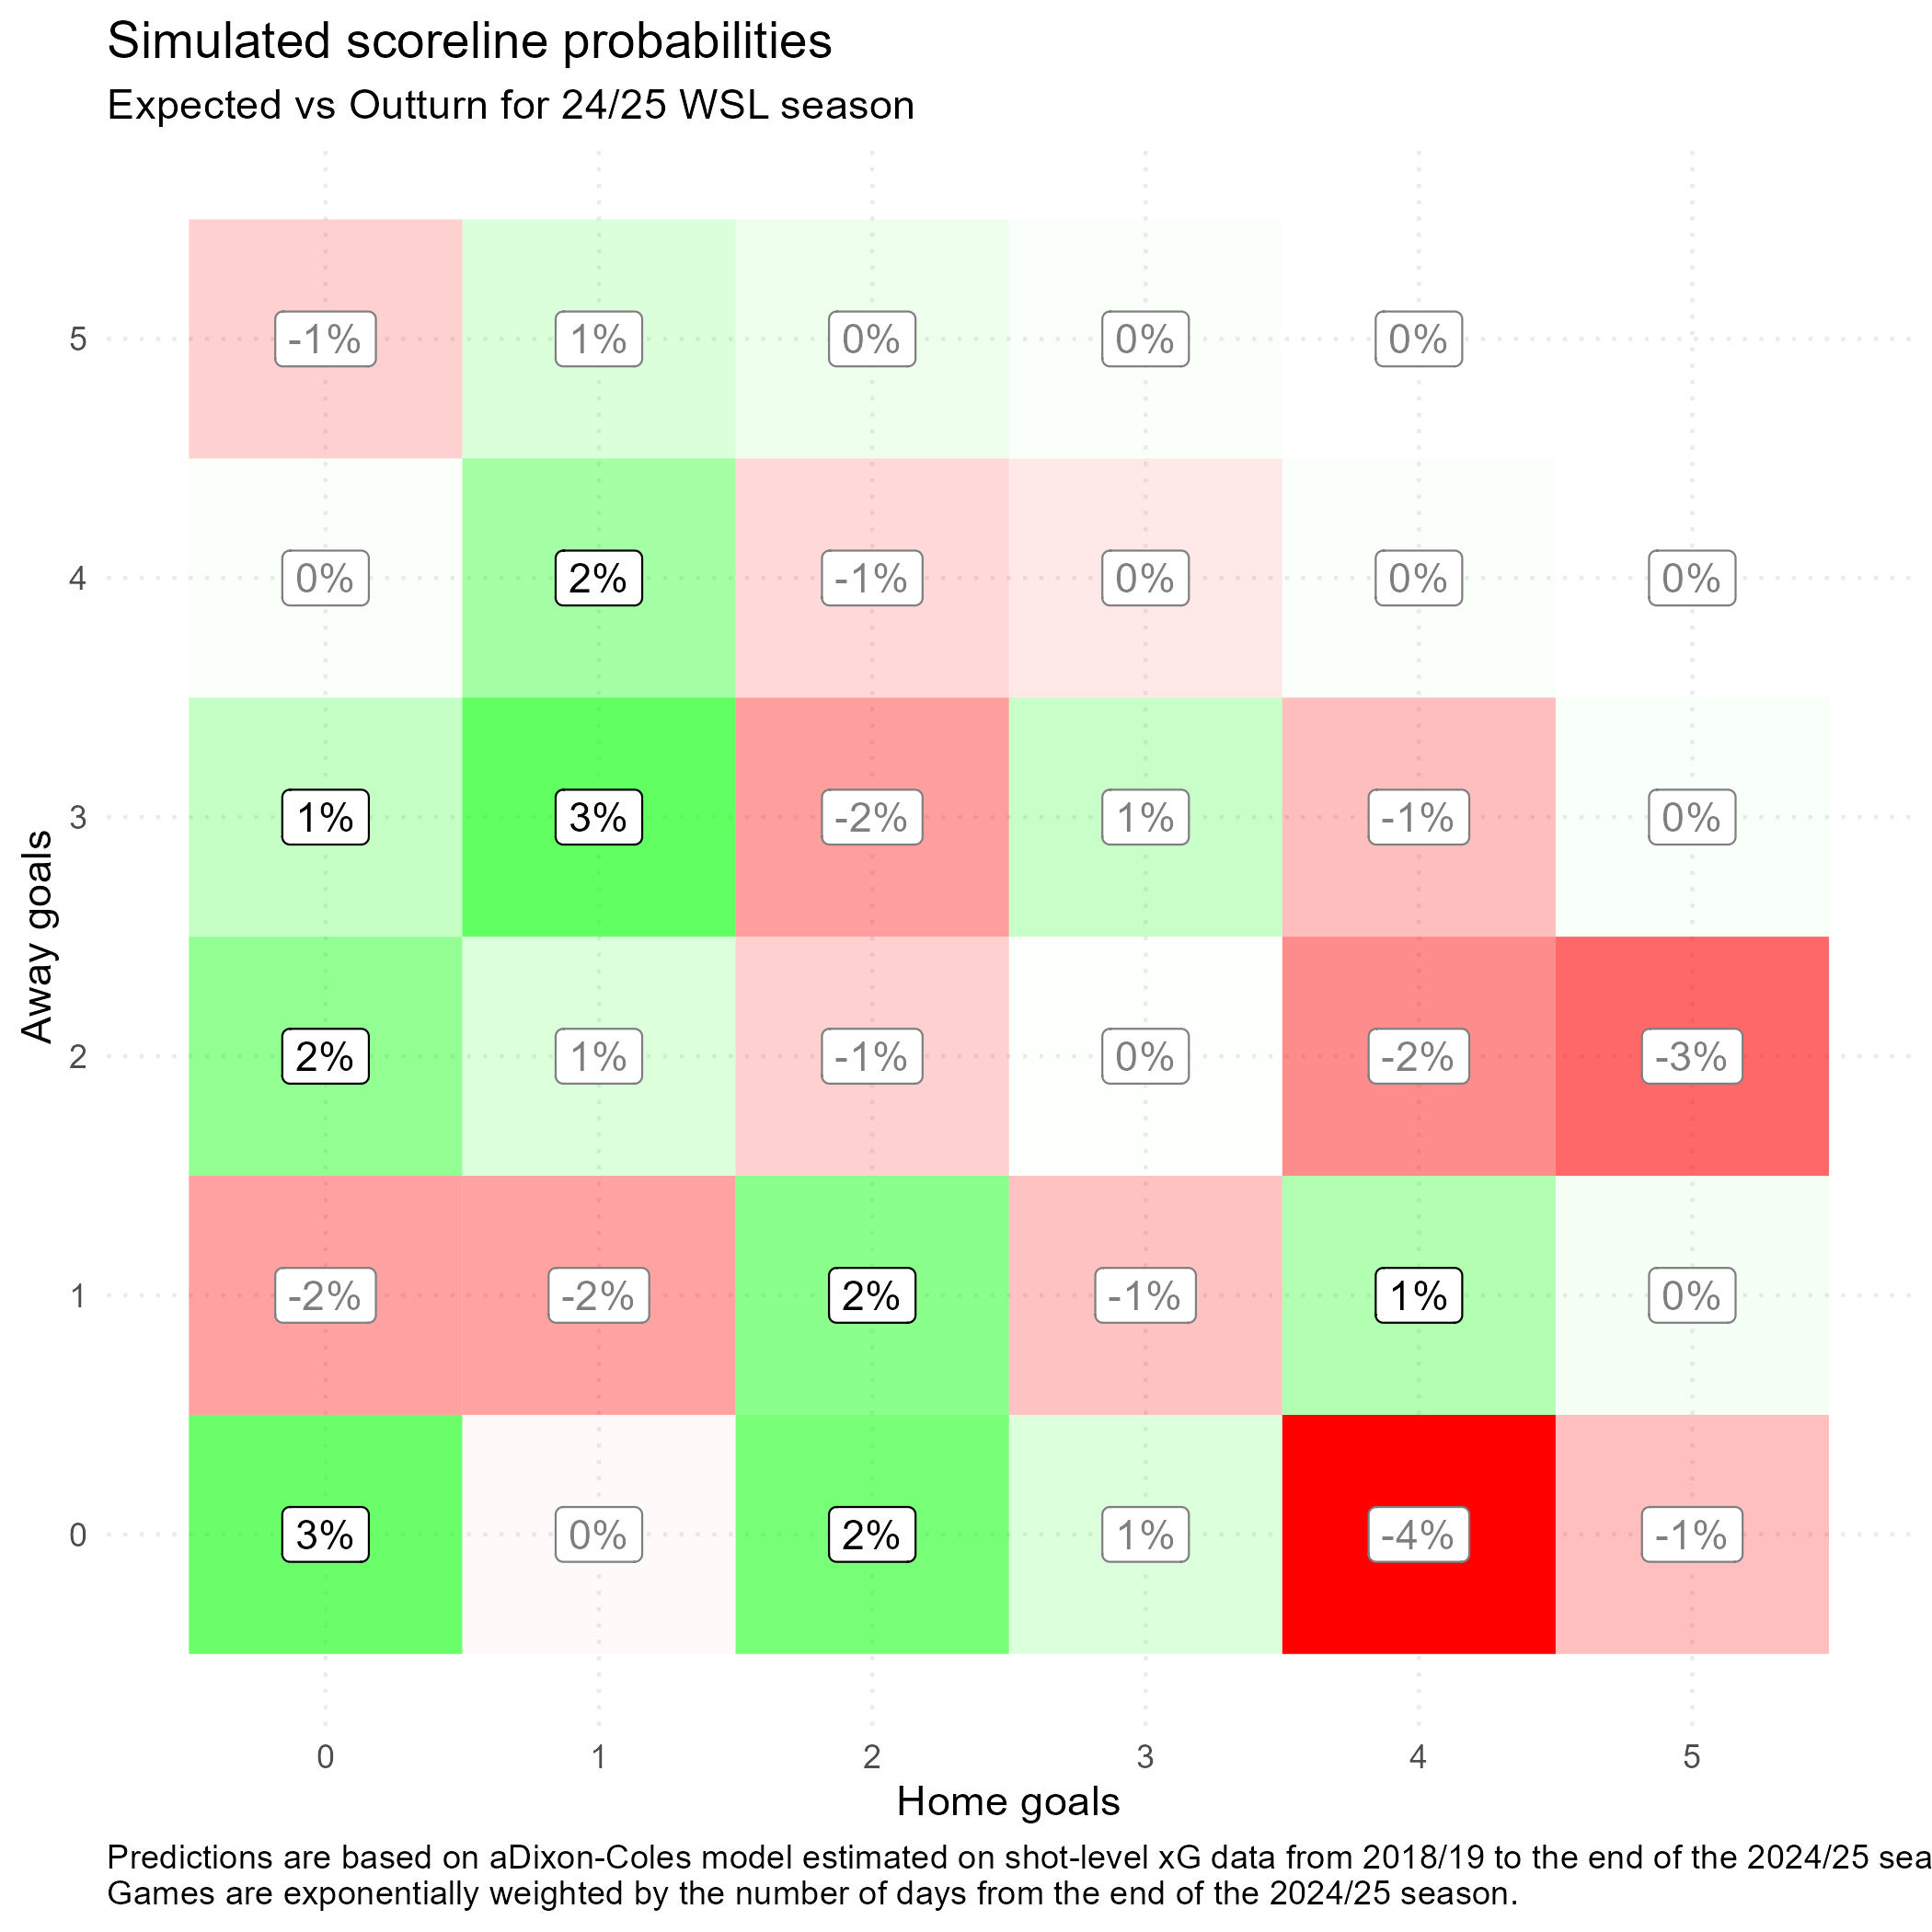 Simulated scoreline probabilities
Expected vs Outturn for 24/25 WSL season
5 -1% 1% 0% 0% 0%
4 0% 2% -1% 0% 0% 0%
Away goals
3 1% 3% -2% 1% -1% 0%
2 2% 1% -1% 0% -2% -3%
1 -2% -2% 2% -1% 1% 0%
0 3% 0% 2% 1% -4% -1%
0 1 2 3 4 5
Home goals
Predictions are based on aDixon-Coles model estimated on shot-level xG data from 2018/19 to the end of the 2024/25 sea
Games are exponentially weighted by the number of days from the end of the 2024/25 season.